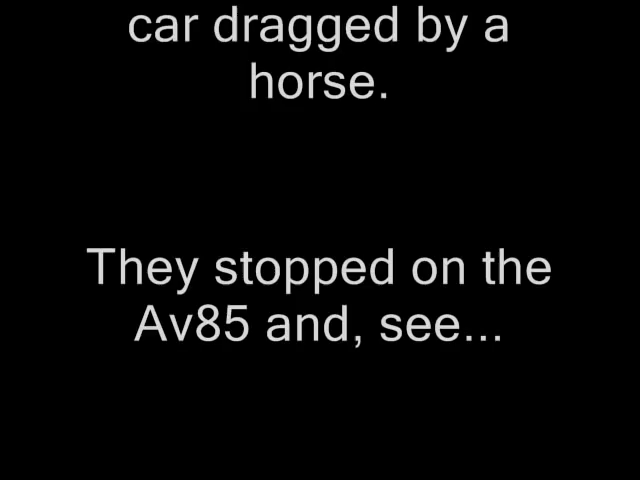 car dragged by a
horse.
They stopped on the
Av85 and, see...